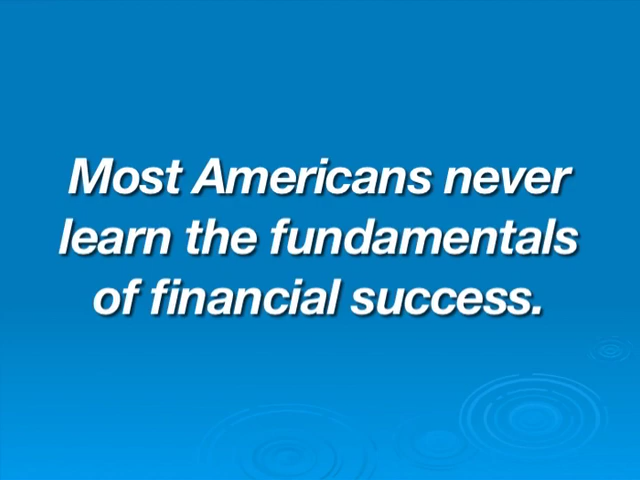 Most Americans never
learn the fundamentals
of financial success.